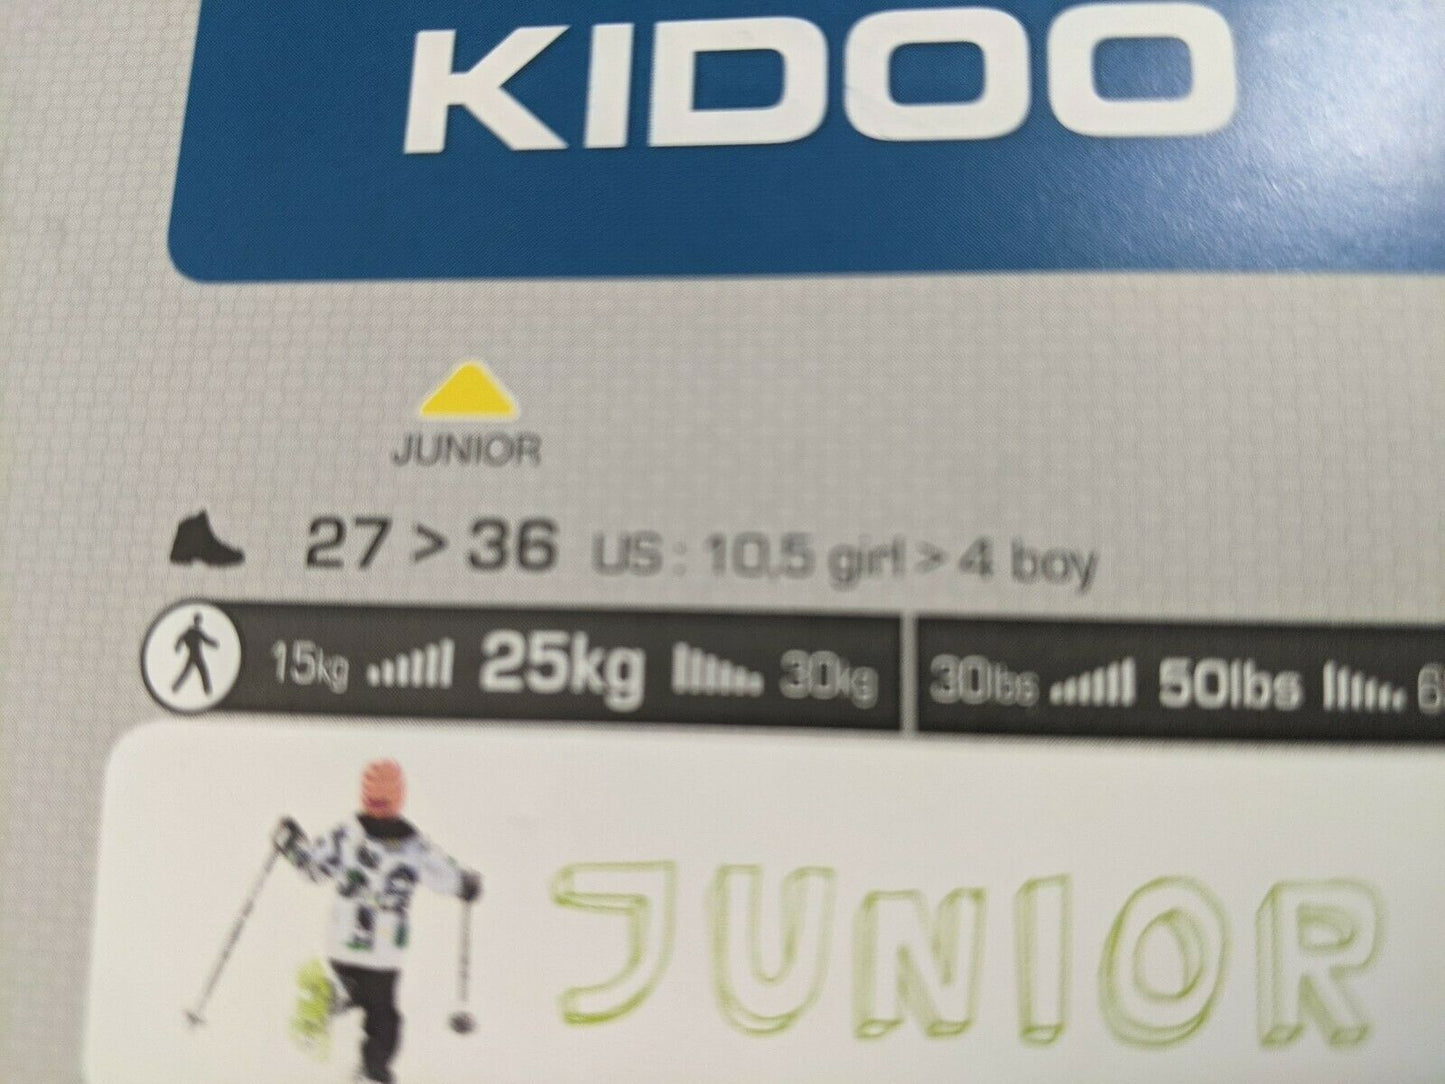 KIDOO
JUNIOR
27 > 36 US : 10,5 girl > 4 boy
15kg 25kg 30kg 30lbs 50lbs
JUNIOR